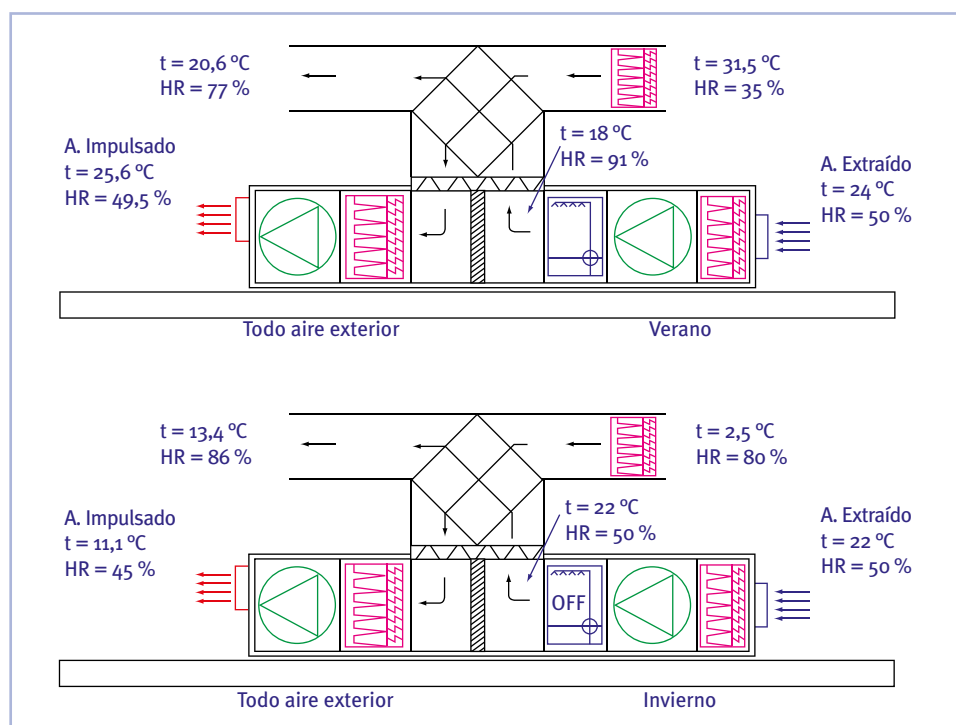 t = 20,6 ºC
HR = 77 %
t = 31,5 ºC
HR = 35 %
t = 18 ºC
HR = 91 %
A. Impulsado
t = 25,6 ºC
HR = 49,5 %
A. Extraído
t = 24 ºC
HR = 50 %
Todo aire exterior
Verano
t = 13,4 ºC
HR = 86 %
t = 2,5 ºC
HR = 80 %
t = 22 ºC
HR = 50 %
A. Impulsado
t = 11,1 ºC
HR = 45 %
A. Extraído
t = 22 ºC
HR = 50 %
OFF
Todo aire exterior
Invierno